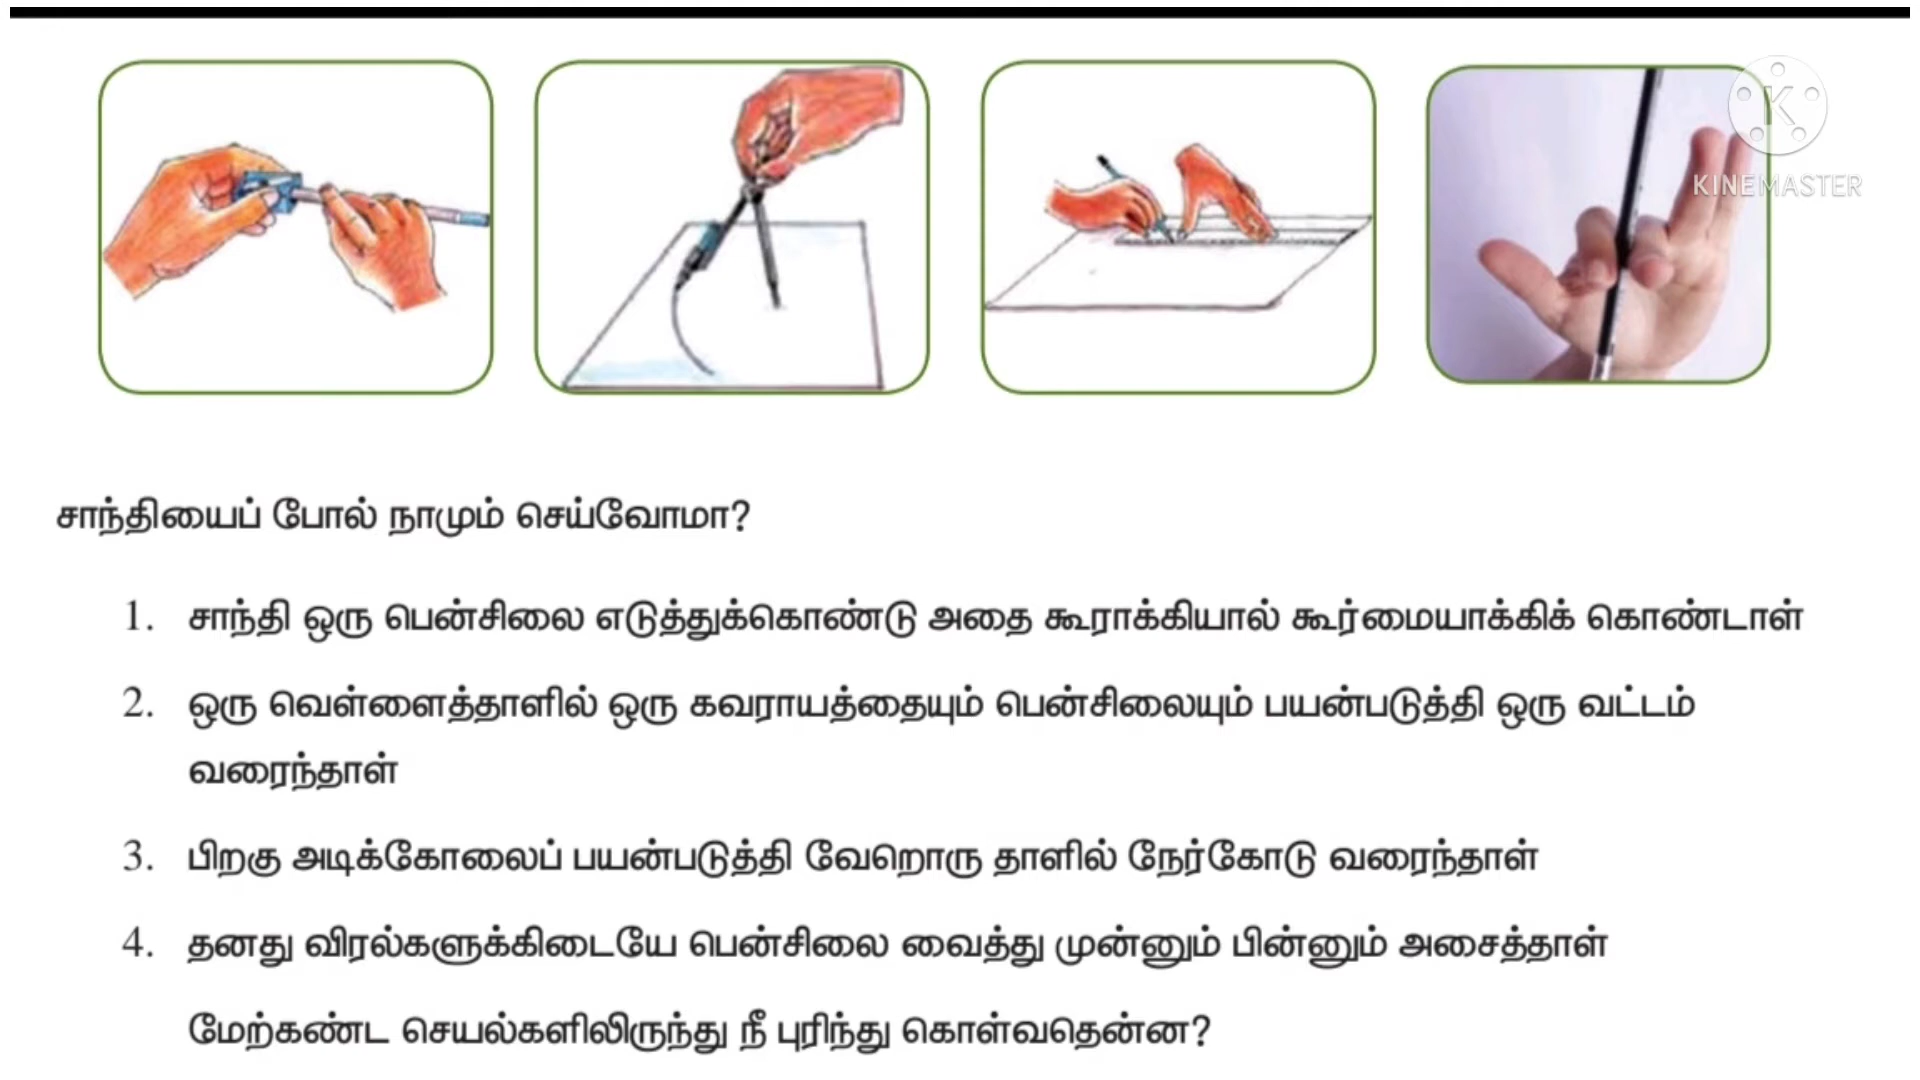 KINEMASTER
சாந்தியைப் போல் நாமும் செய்வோமா?
1. சாந்தி ஒரு பென்சிலை எடுத்துக்கொண்டு அதை கூராக்கியால் கூர்மையாக்கிக் கொண்டாள்
2. ஒரு வெள்ளைத்தாளில் ஒரு கவராயத்தையும் பென்சிலையும் பயன்படுத்தி ஒரு வட்டம்
வரைந்தாள்
3. பிறகு அடிக்கோலைப் பயன்படுத்தி வேறொரு தாளில் நேர்கோடு வரைந்தாள்
4. தனது விரல்களுக்கிடையே பென்சிலை வைத்து முன்னும் பின்னும் அசைத்தாள்
மேற்கண்ட செயல்களிலிருந்து நீ புரிந்து கொள்வதென்ன?